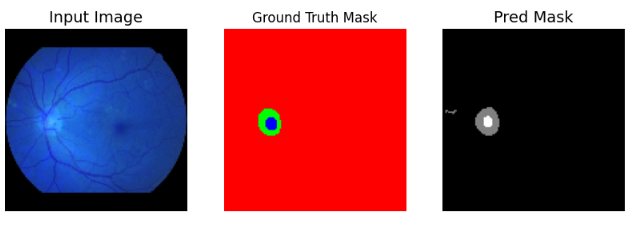 Input Image
Ground Truth Mask
Pred Mask